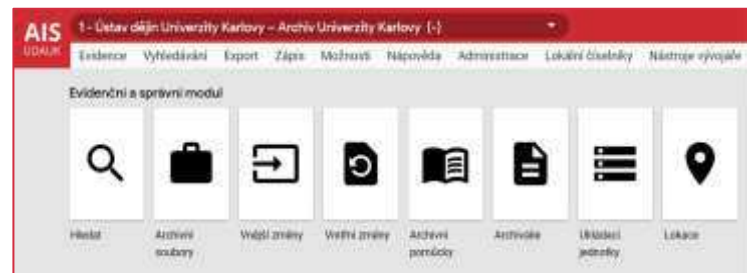 AIS
UDAUK
1 - Ústav dějin Univerzity Karlovy – Archiv Univerzity Karlovy (-)
Evidence Vyhledávání Export Zápis Možnosti Nápověda Administrace Lokální číselníky Nástroje vývojáře
Evidenční a správní modul
Hledat Archivní soubory Vnější změny Vnitřní změny Archivní pomůcky Archiválie Ukládací jednotky Lokace